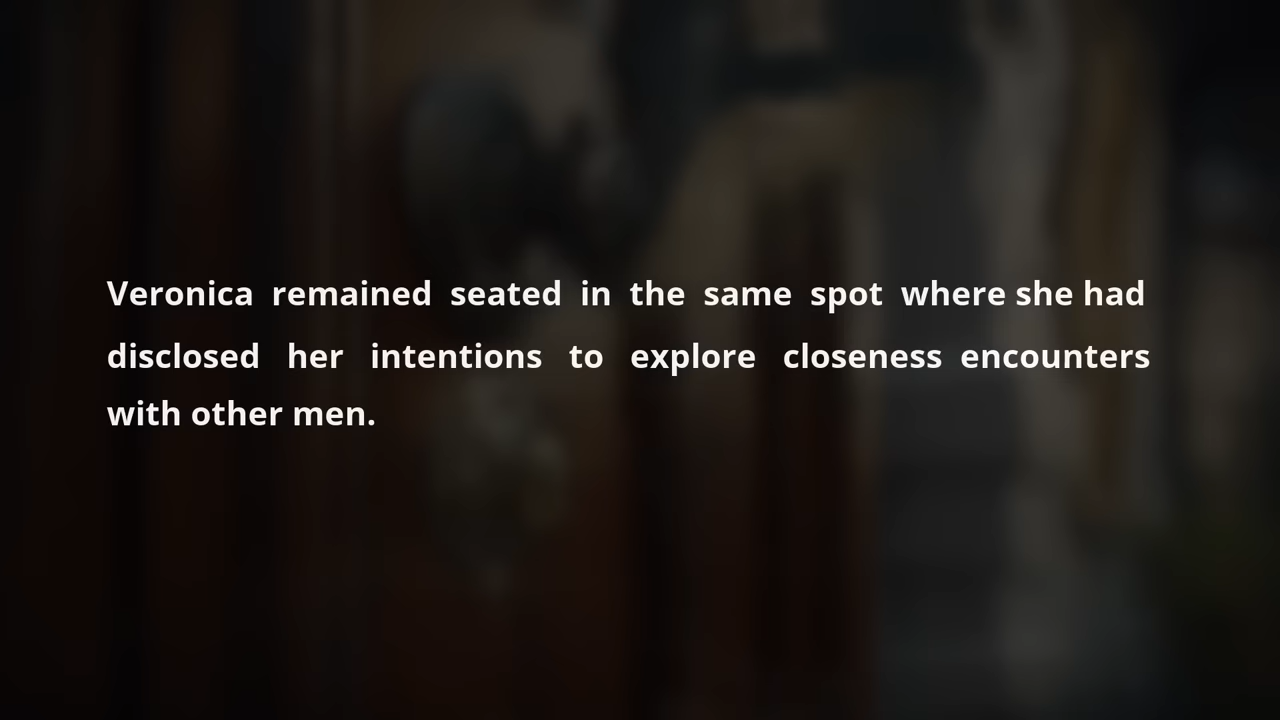 Veronica remained seated in the same spot where she had
disclosed her intentions to explore closeness encounters
with other men.